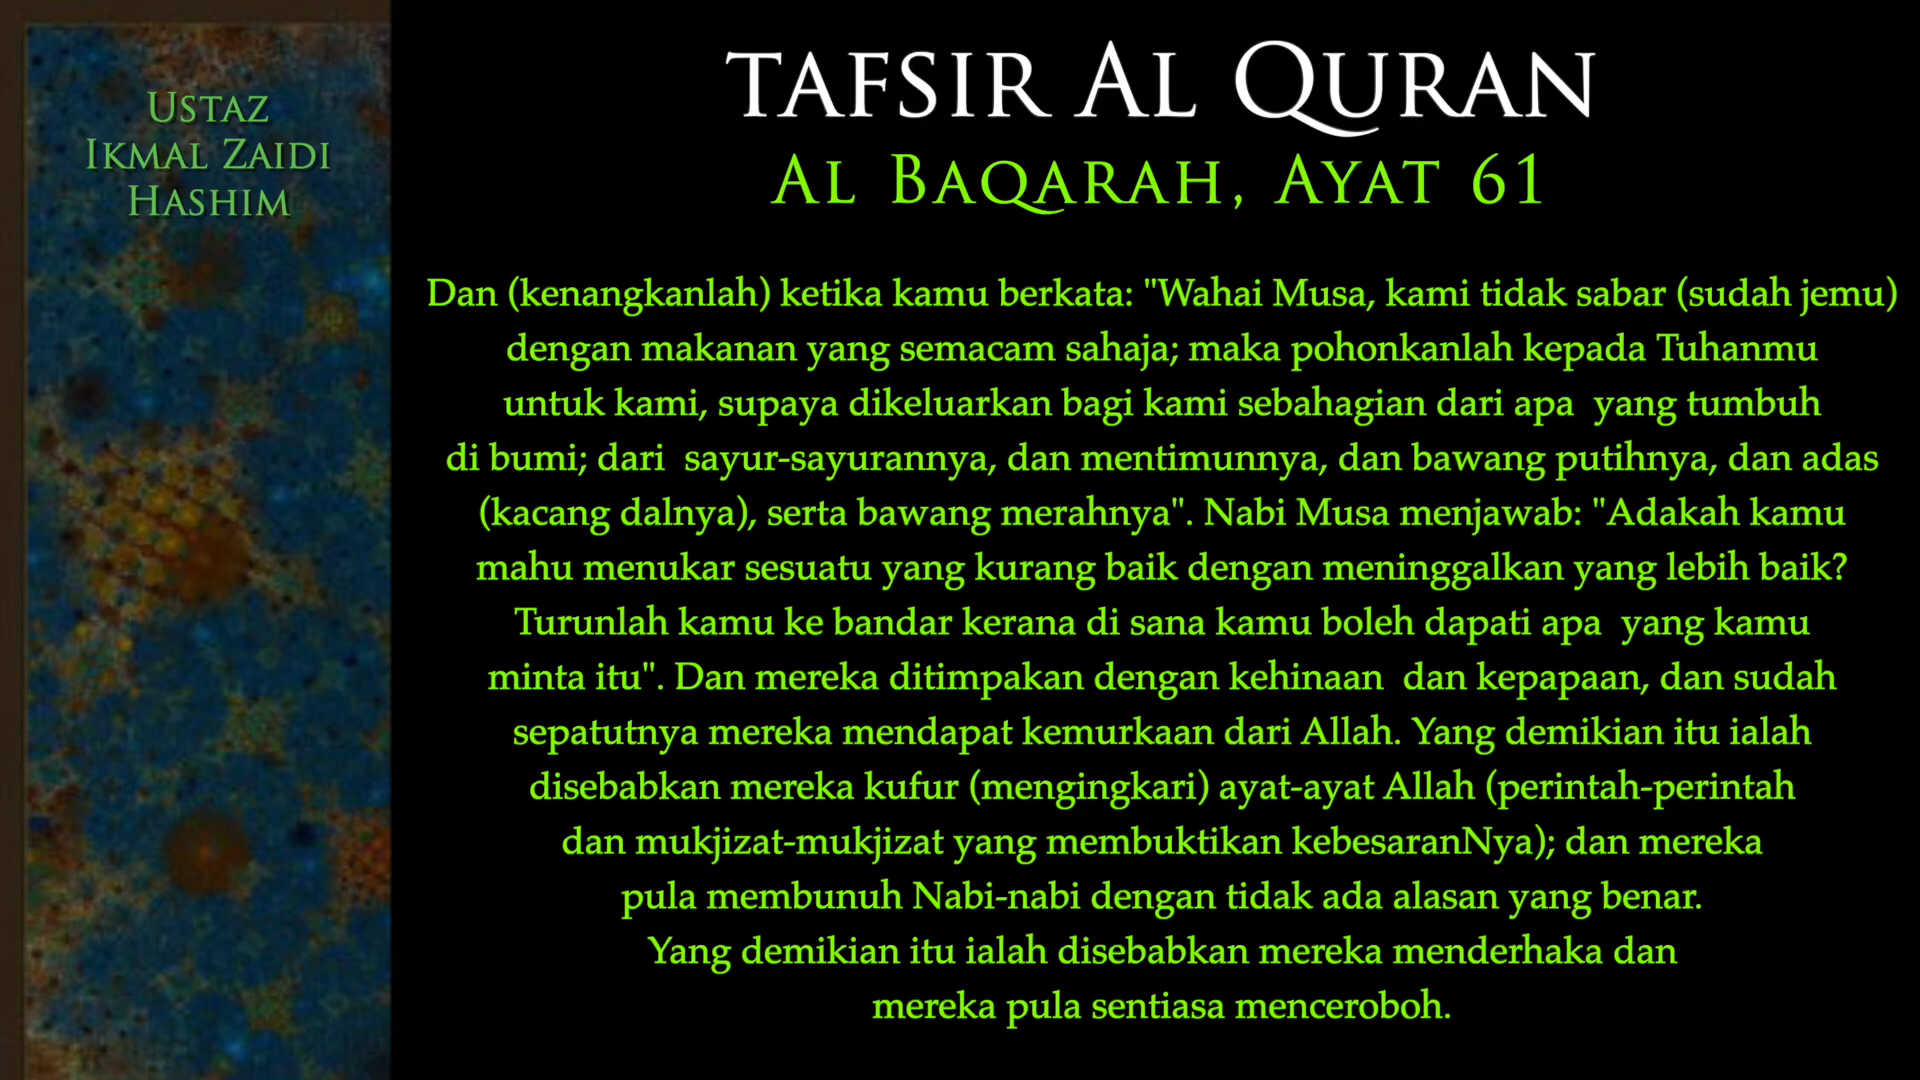 Ustaz
Ikmal Zaidi
Hashim
Tafsir Al Quran
Al Baqarah, Ayat 61
Dan (kenangkanlah) ketika kamu berkata: "Wahai Musa, kami tidak sabar (sudah jemu)
dengan makanan yang semacam sahaja; maka pohonkanlah kepada Tuhanmu
untuk kami, supaya dikeluarkan bagi kami sebahagian dari apa  yang tumbuh
di bumi; dari  sayur-sayurannya, dan mentimunnya, dan bawang putihnya, dan adas
(kacang dalnya), serta bawang merahnya". Nabi Musa menjawab: "Adakah kamu
mahu menukar sesuatu yang kurang baik dengan meninggalkan yang lebih baik?
Turunlah kamu ke bandar kerana di sana kamu boleh dapati apa  yang kamu
minta itu". Dan mereka ditimpakan dengan kehinaan  dan kepapaan, dan sudah
sepatutnya mereka mendapat kemurkaan dari Allah. Yang demikian itu ialah
disebabkan mereka kufur (mengingkari) ayat-ayat Allah (perintah-perintah
dan mukjizat-mukjizat yang membuktikan kebesaranNya); dan mereka
pula membunuh Nabi-nabi dengan tidak ada alasan yang benar.
Yang demikian itu ialah disebabkan mereka menderhaka dan
mereka pula sentiasa menceroboh.